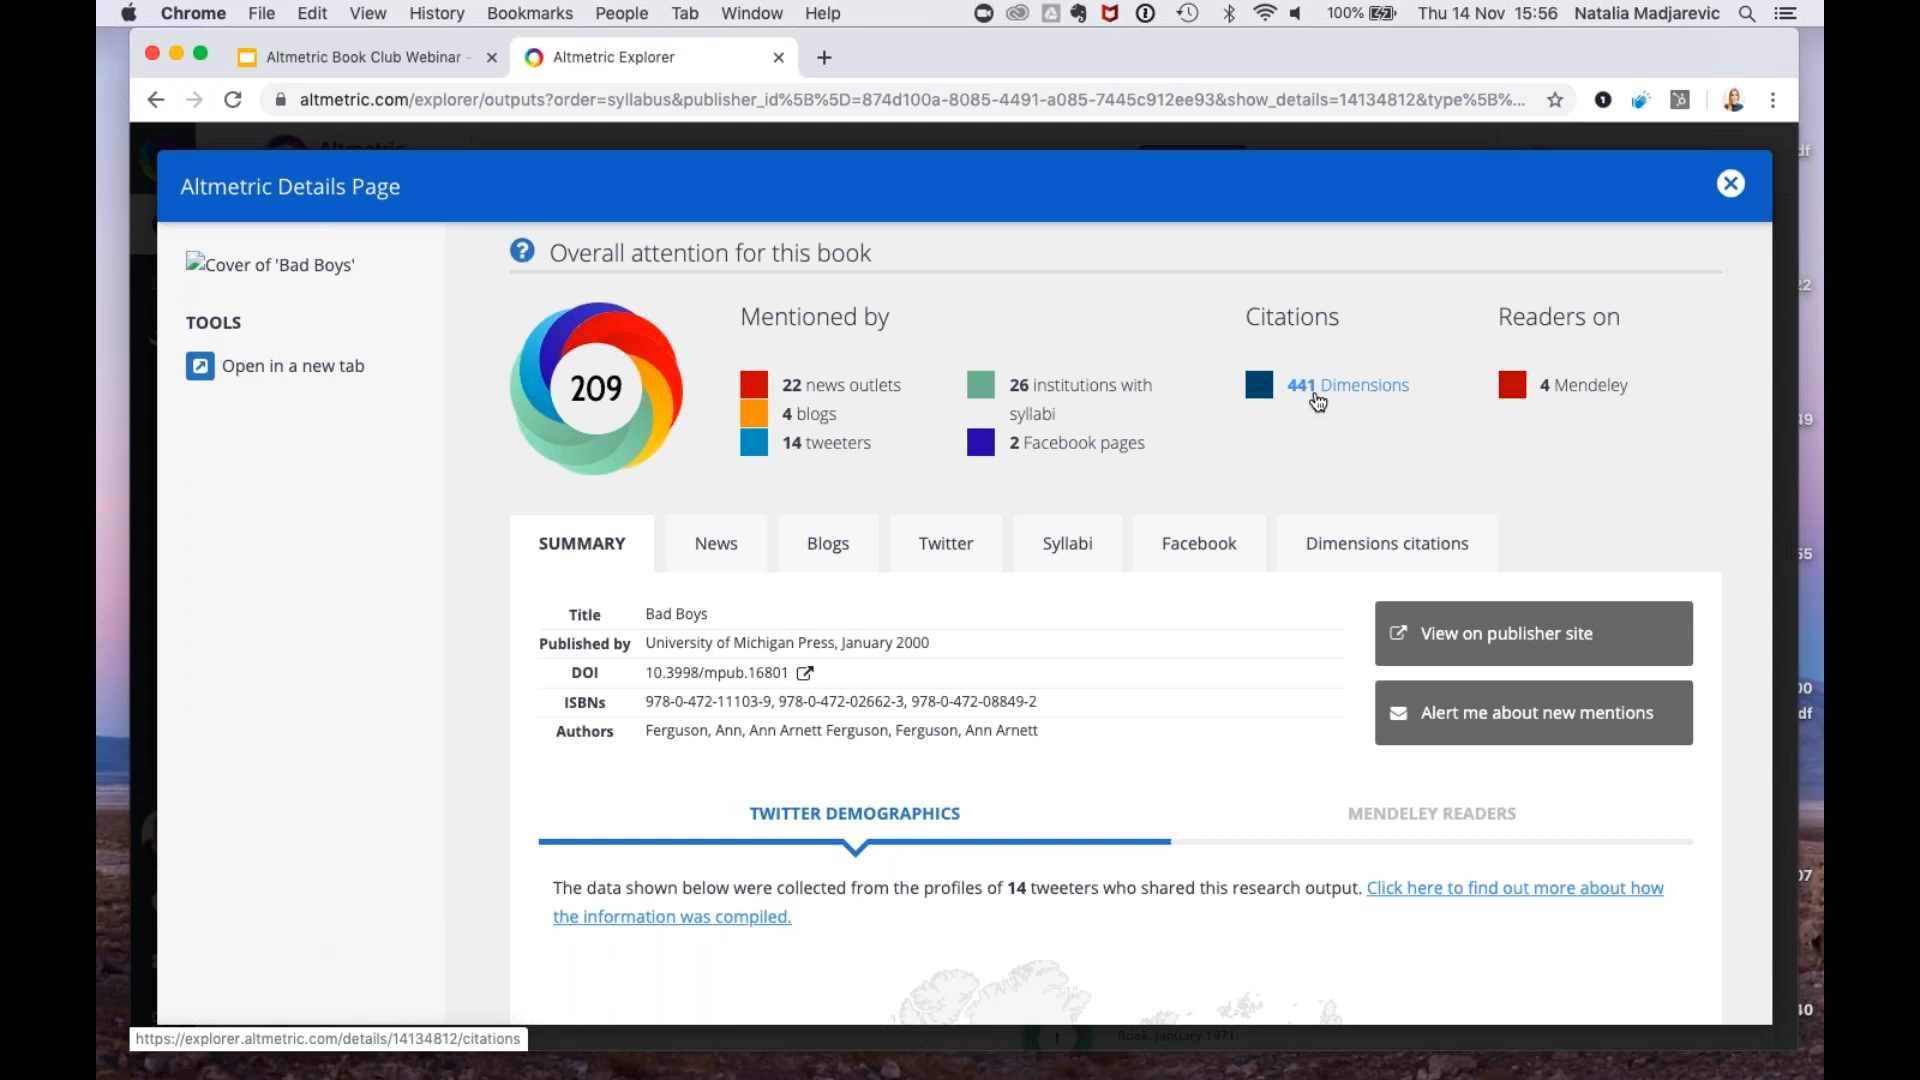 Chrome File Edit View History Bookmarks People Tab Window Help 100% Thu 14 Nov 15:56 Natalia Madjarevic
Altmetric Book Club Webinar - Altmetric Explorer
altmetric.com/explorer/outputs?order=syllabus&publisher_id%5B%5D=874d100a-8085-4491-a085-7445c912ee93&show_details=14134812&type%5B%...
Altmetric
df
Altmetric Details Page
Cover of 'Bad Boys'
TOOLS
Open in a new tab
? Overall attention for this book
209
Mentioned by
22 news outlets
4 blogs
14 tweeters
26 institutions with
syllabi
2 Facebook pages
Citations
441 Dimensions
Readers on
4 Mendeley
SUMMARY News Blogs Twitter Syllabi Facebook Dimensions citations
Title Bad Boys
Published by University of Michigan Press, January 2000
DOI 10.3998/mpub.16801
ISBNs 978-0-472-11103-9, 978-0-472-02662-3, 978-0-472-08849-2
Authors Ferguson, Ann, Ann Arnett Ferguson, Ferguson, Ann Arnett
View on publisher site
Alert me about new mentions
TWITTER DEMOGRAPHICS MENDELEY READERS
The data shown below were collected from the profiles of 14 tweeters who shared this research output. Click here to find out more about how
the information was compiled.
Book, January 1971
https://explorer.altmetric.com/details/14134812/citations